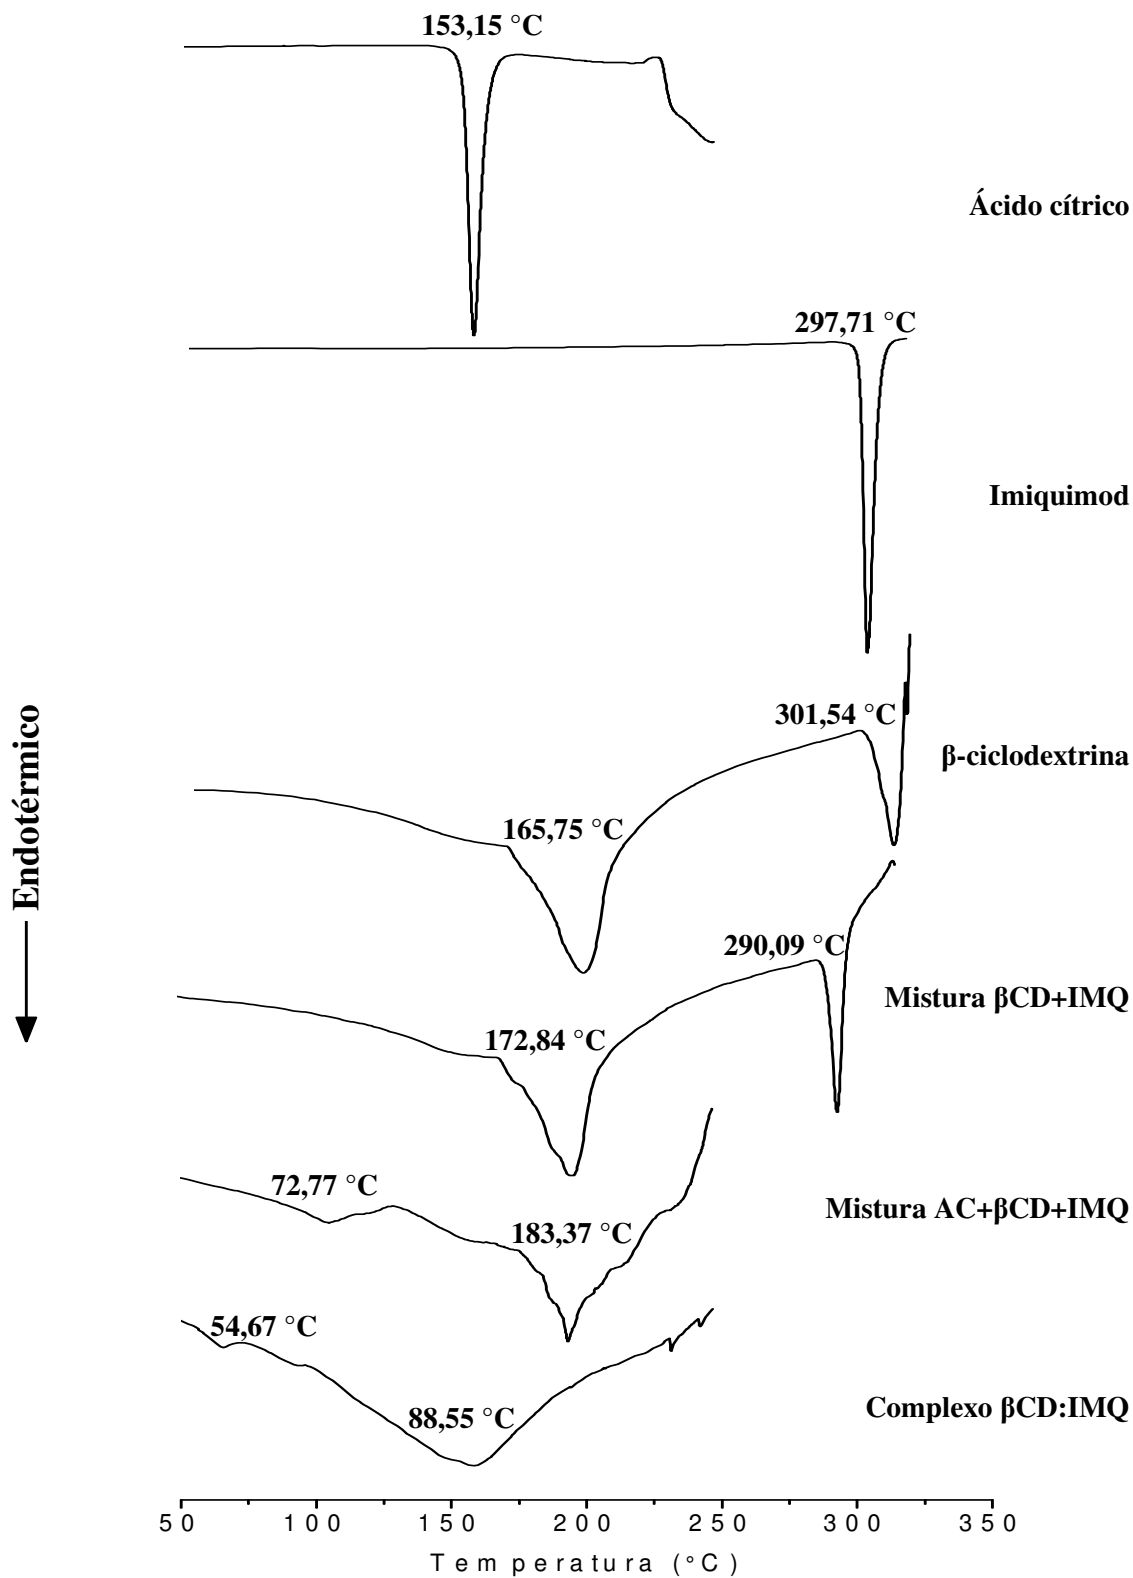 153,15 °C
Ácido cítrico
297,71 °C
Imiquimod
Endotérmico
301,54 °C
β-ciclodextrina
165,75 °C
290,09 °C
Mistura βCD+IMQ
172,84 °C
72,77 °C
Mistura AC+βCD+IMQ
183,37 °C
54,67 °C
Complexo βCD:IMQ
88,55 °C
50 100 150 200 250 300 350
Temperatura (°C)